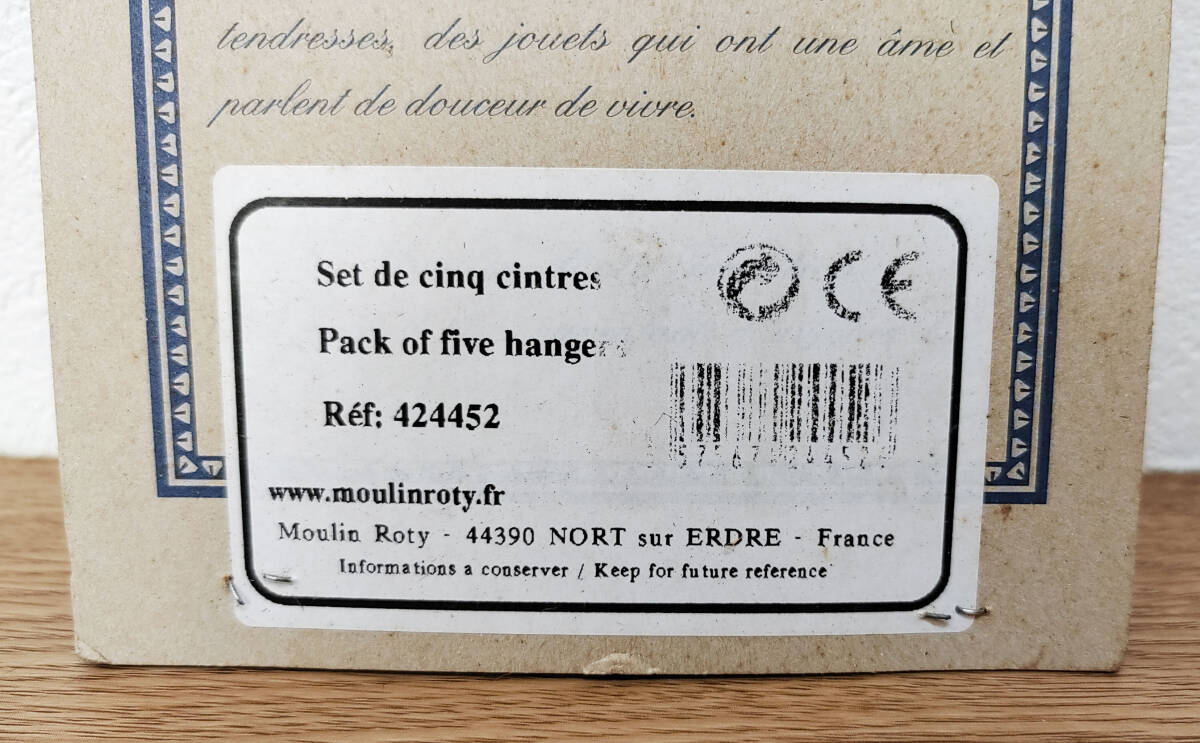 tendresses, des jouets qui ont une âme et
parlent de douceur de vivre.
Set de cinq cintres
CE
Pack of five hangers
Réf: 424452
www.moulinroty.fr
Moulin Roty - 44390 NORT sur ERDRE - France
Informations a conserver / Keep for future reference